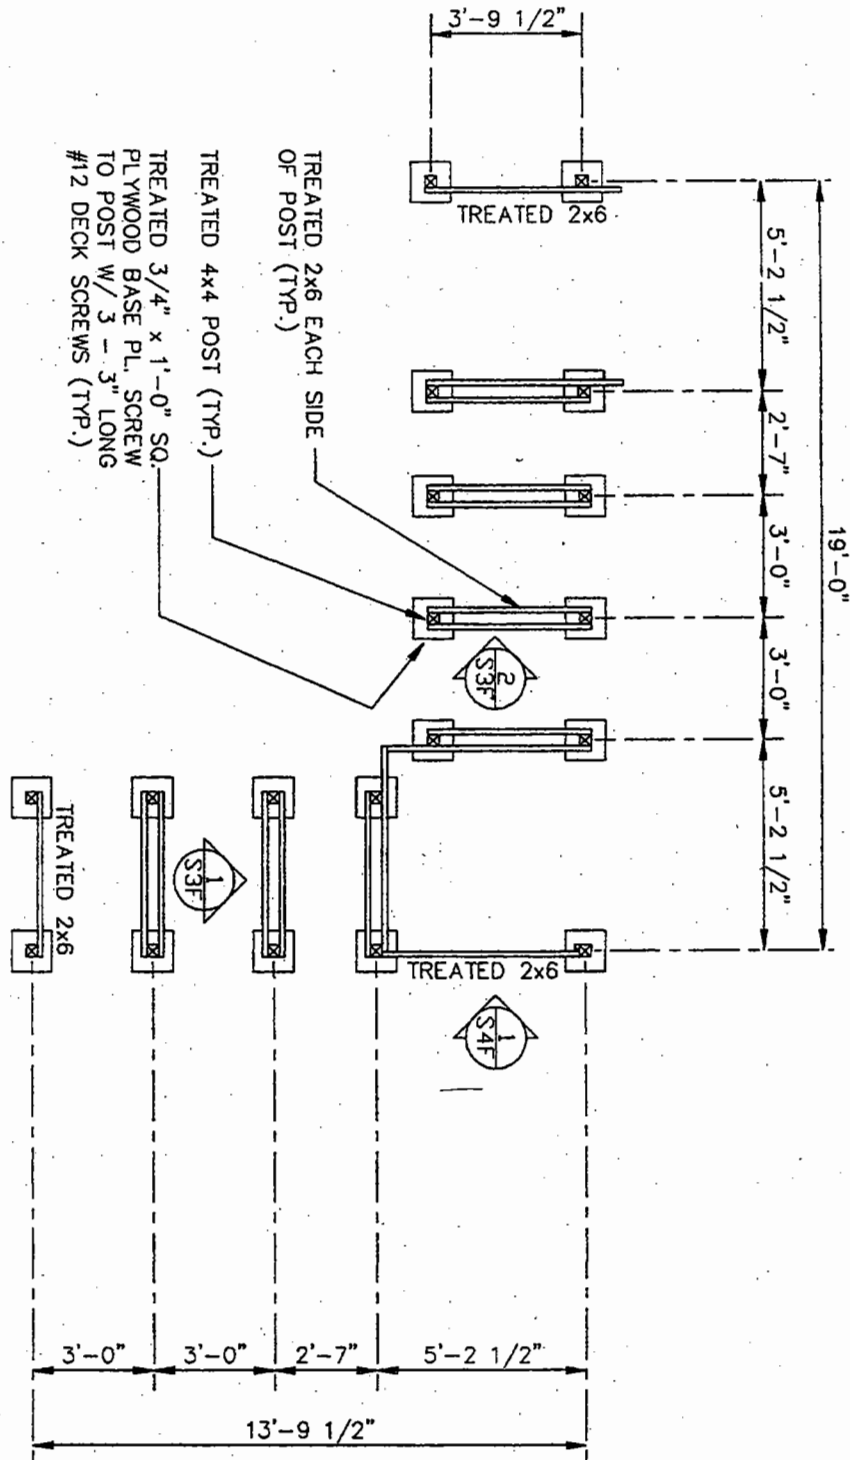 3'-9 1/2"
TREATED 2x6
5'-2 1/2"
2'-7"
3'-0"
3'-0"
5'-2 1/2"
19'-0"
TREATED 2x6 EACH SIDE
OF POST (TYP.)
TREATED 4x4 POST (TYP.)
TREATED 3/4" x 1'-0" SQ.
PLYWOOD BASE PL. SCREW
TO POST W/ 3 - 3" LONG
#12 DECK SCREWS (TYP.)
2
S3F
1
S3F
TREATED 2x6
TREATED 2x6
1
S4F
3'-0"
3'-0"
2'-7"
5'-2 1/2"
13'-9 1/2"